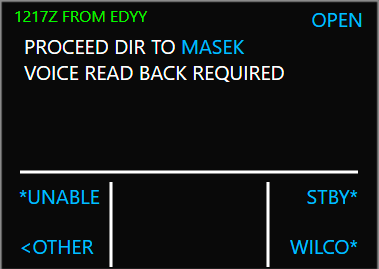 1217Z FROM EDYY
OPEN
PROCEED DIR TO MASEK
VOICE READ BACK REQUIRED
*UNABLE
STBY*
<OTHER
WILCO*